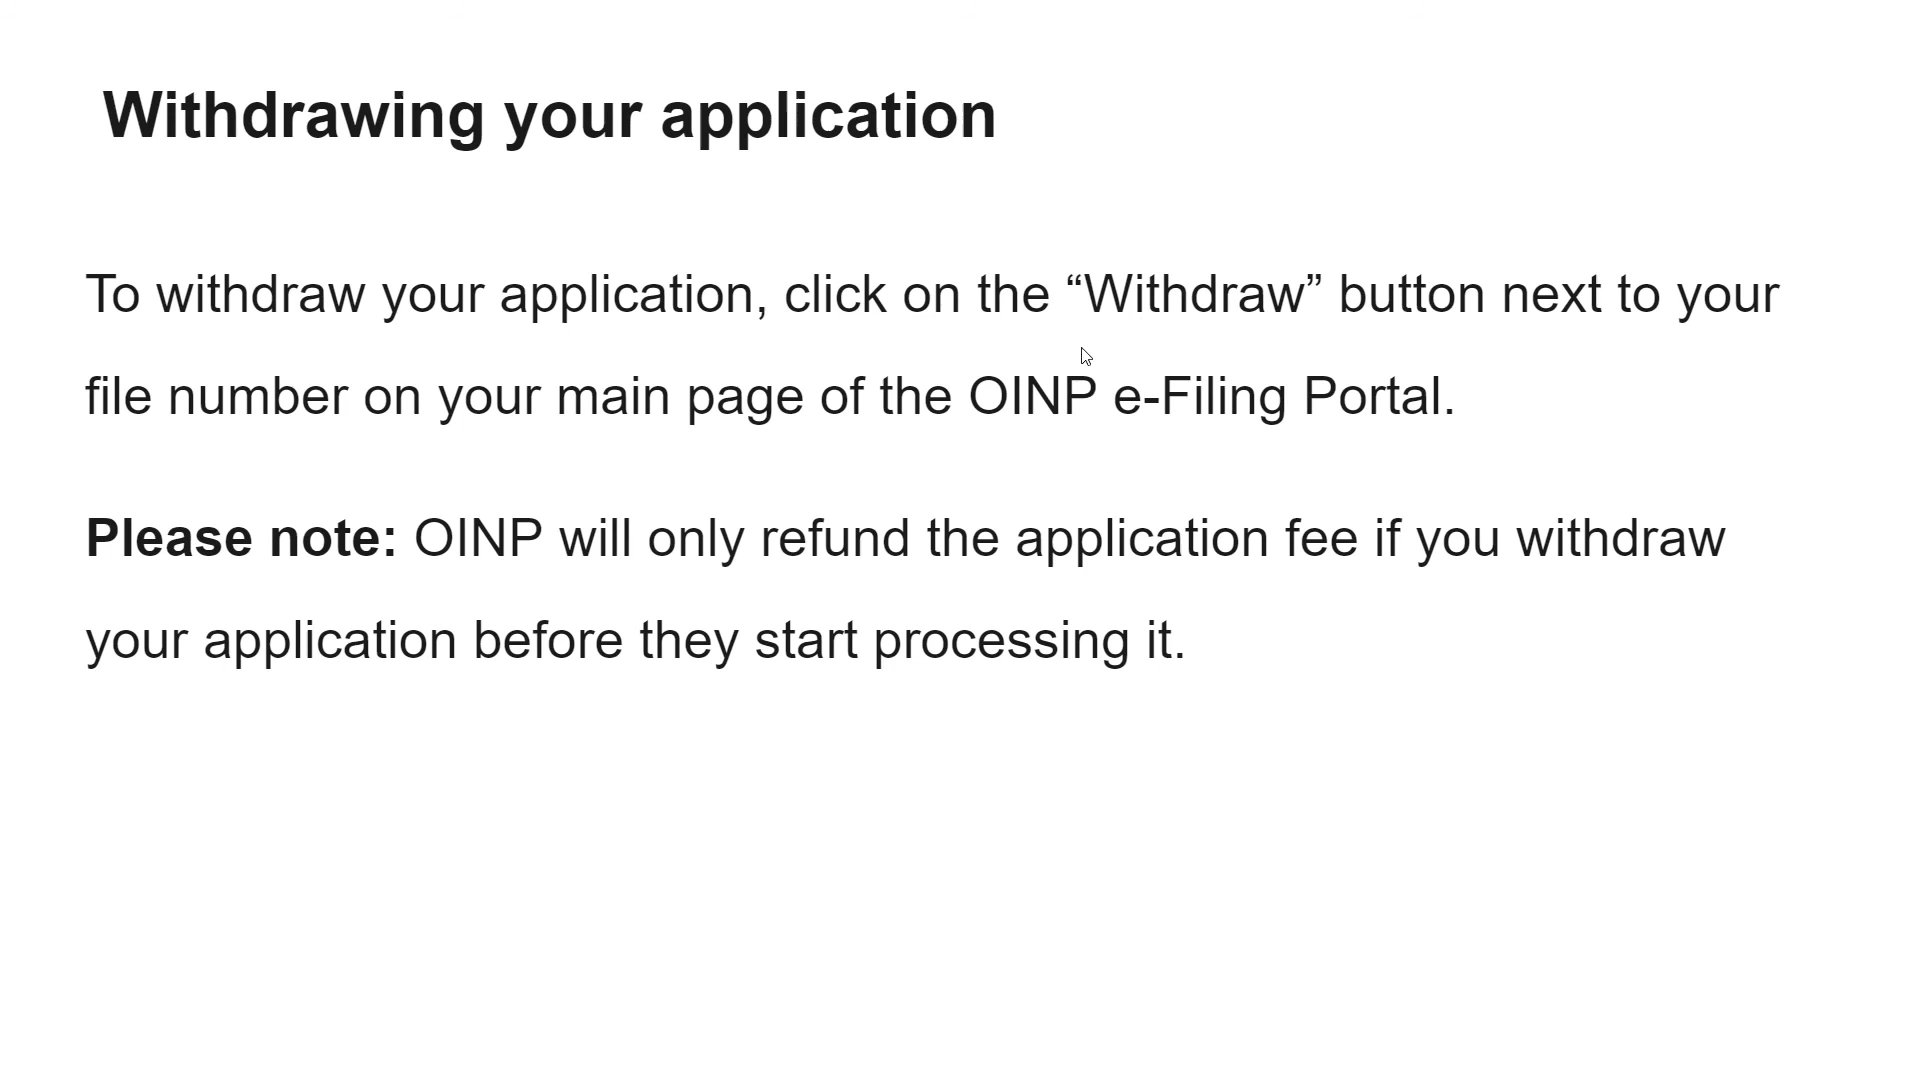 Withdrawing your application
To withdraw your application, click on the “Withdraw” button next to your
file number on your main page of the OINP e-Filing Portal.
Please note: OINP will only refund the application fee if you withdraw
your application before they start processing it.